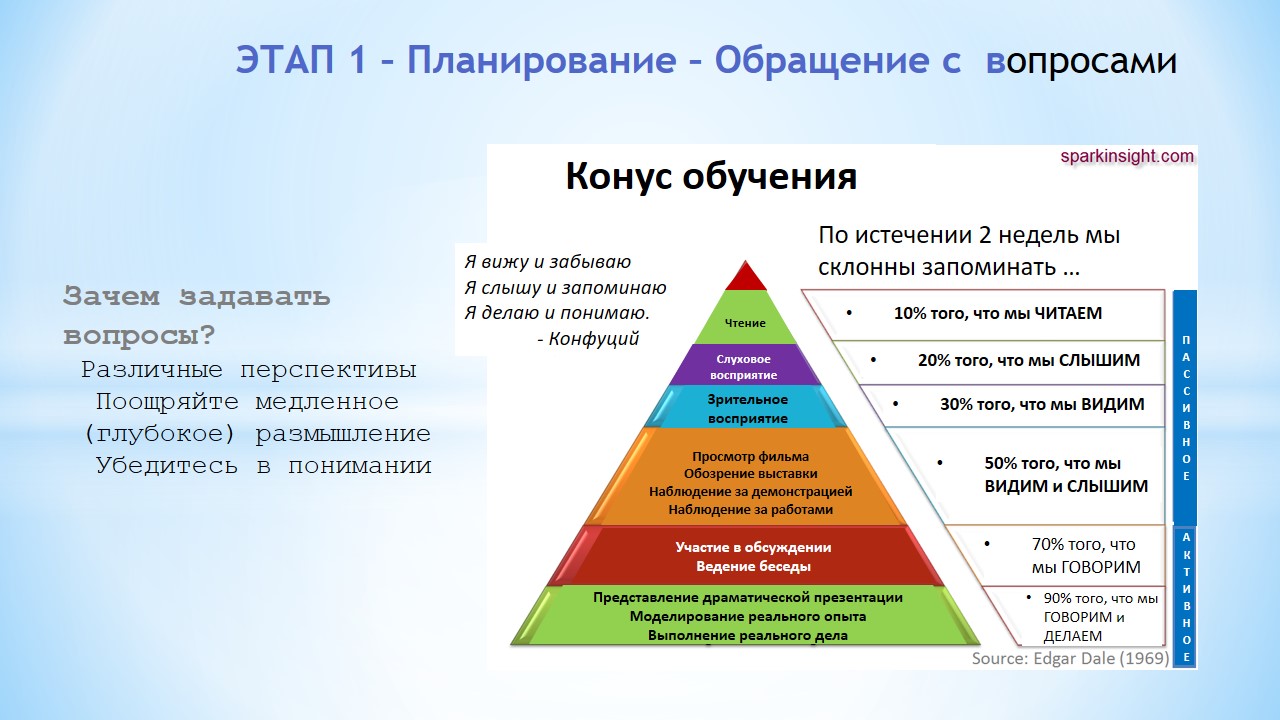 ЭТАП 1 – Планирование – Обращение с вопросами
sparkinsight.com
Конус обучения
По истечении 2 недель мы
склонны запоминать ...
Я вижу и забываю
Я слышу и запоминаю
Я делаю и понимаю.
- Конфуций
Зачем задавать
вопросы?
Различные перспективы
Поощряйте медленное
(глубокое) размышление
Убедитесь в понимании
Чтение
Слуховое
восприятие
Зрительное
восприятие
Просмотр фильма
Обозрение выставки
Наблюдение за демонстрацией
Наблюдение за работами
Участие в обсуждении
Ведение беседы
Представление драматической презентации
Моделирование реального опыта
Выполнение реального дела
• 10% того, что мы ЧИТАЕМ
• 20% того, что мы СЛЫШИМ
• 30% того, что мы ВИДИМ
• 50% того, что мы
ВИДИМ и СЛЫШИМ
• 70% того, что
мы ГОВОРИМ
• 90% того, что мы
ГОВОРИМ и
ДЕЛАЕМ
ПАССИВНОЕ
АКТИВНОЕ
Source: Edgar Dale (1969)